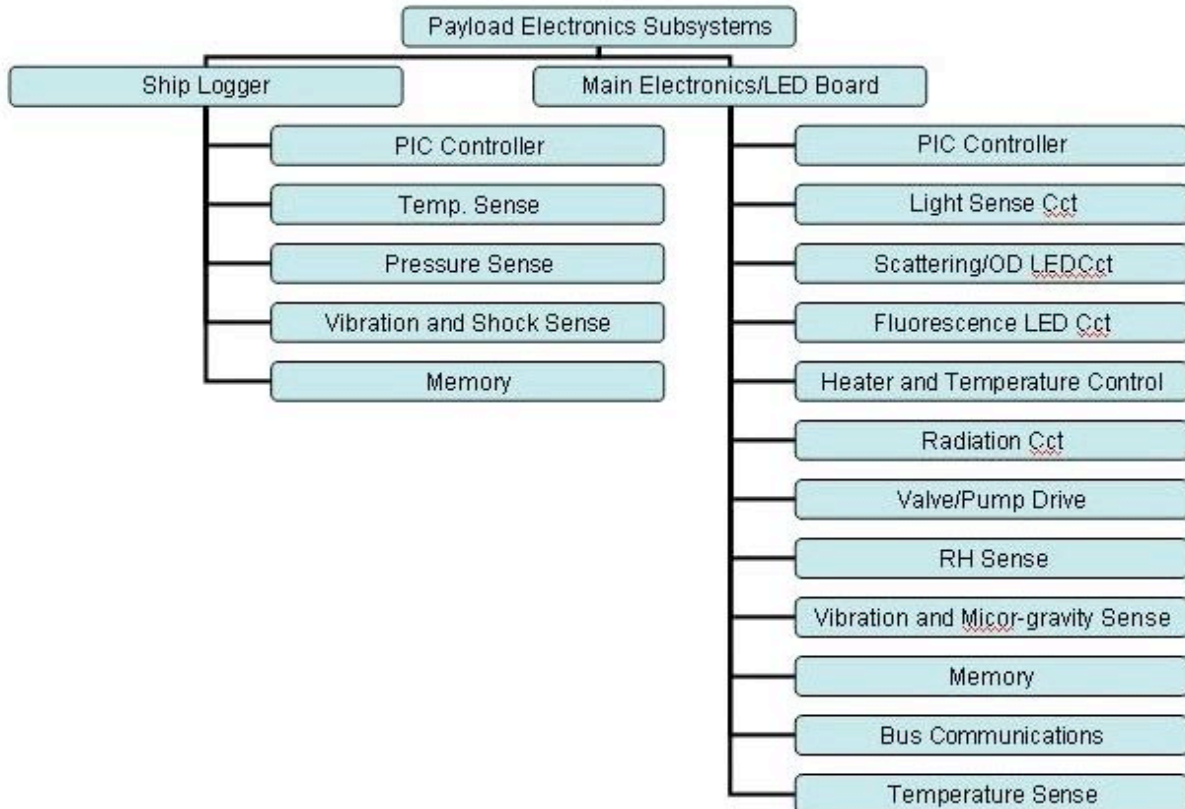 Payload Electronics Subsystems
Ship Logger
Main Electronics/LED Board
PIC Controller
Temp. Sense
Pressure Sense
Vibration and Shock Sense
Memory
PIC Controller
Light Sense Cct
Scattering/OD LEDCct
Fluorescence LED Cct
Heater and Temperature Control
Radiation Cct
Valve/Pump Drive
RH Sense
Vibration and Micor-gravity Sense
Memory
Bus Communications
Temperature Sense